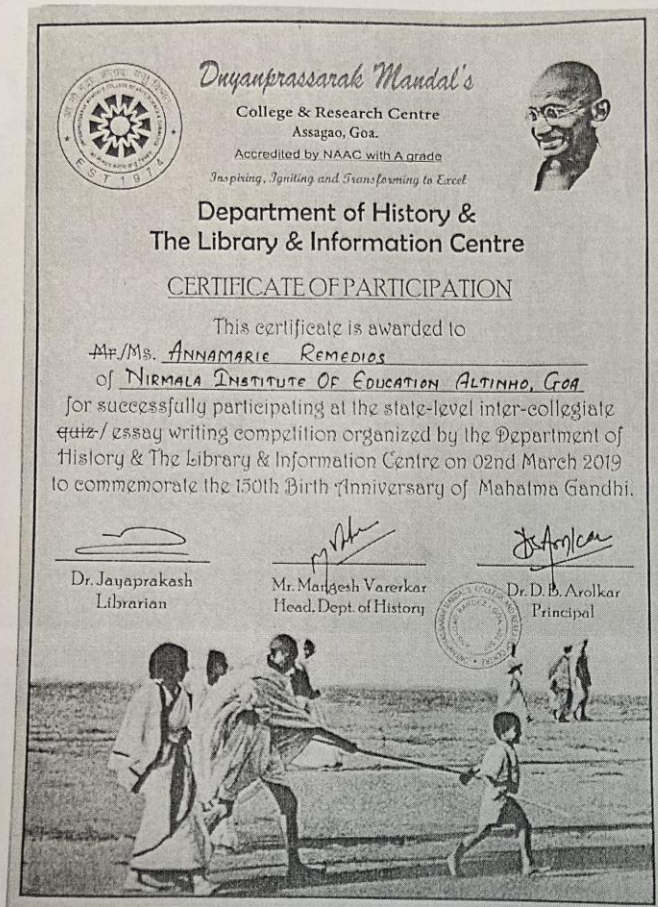 Dnyanprassarak Mandal's
College & Research Centre
Assagao, Goa.
Accredited by NAAC with A grade
Inspiring, Igniting and Transforming to Excel
EST 1974
Department of History &
The Library & Information Centre
CERTIFICATE OF PARTICIPATION
This certificate is awarded to
Mr./Ms. ANNAMARIE REMEDIOS
of NIRMALA INSTITUTE OF EDUCATION ALTINHO, GOA
for successfully participating at the state-level inter-collegiate
quiz / essay writing competition organized by the Department of
History & The Library & Information Centre on 02nd March 2019
to commemorate the 150th Birth Anniversary of Mahatma Gandhi.
Dr. Jayaprakash
Librarian
Mr. Mangesh Varerkar
Head, Dept. of History
Dr. D. B. Arolkar
Principal